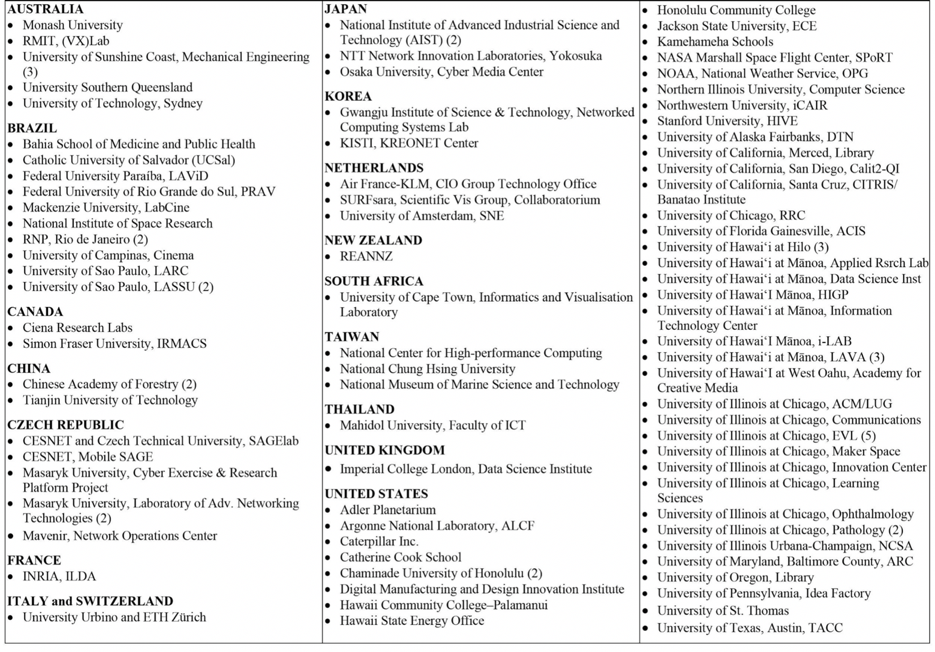 AUSTRALIA
• Monash University
• RMIT, (VX)Lab
• University of Sunshine Coast, Mechanical Engineering
(3)
• University Southern Queensland
• University of Technology, Sydney
BRAZIL
• Bahia School of Medicine and Public Health
• Catholic University of Salvador (UCSal)
• Federal University Paraíba, LAViD
• Federal University of Rio Grande do Sul, PRAV
• Mackenzie University, LabCine
• National Institute of Space Research
• RNP, Rio de Janeiro (2)
• University of Campinas, Cinema
• University of Sao Paulo, LARC
• University of Sao Paulo, LASSU (2)
CANADA
• Ciena Research Labs
• Simon Fraser University, IRMACS
CHINA
• Chinese Academy of Forestry (2)
• Tianjin University of Technology
CZECH REPUBLIC
• CESNET and Czech Technical University, SAGElab
• CESNET, Mobile SAGE
• Masaryk University, Cyber Exercise & Research
Platform Project
• Masaryk University, Laboratory of Adv. Networking
Technologies (2)
• Mavenir, Network Operations Center
FRANCE
• INRIA, ILDA
ITALY and SWITZERLAND
• University Urbino and ETH Zürich
JAPAN
• National Institute of Advanced Industrial Science and
Technology (AIST) (2)
• NTT Network Innovation Laboratories, Yokosuka
• Osaka University, Cyber Media Center
KOREA
• Gwangju Institute of Science & Technology, Networked
Computing Systems Lab
• KISTI, KREONET Center
NETHERLANDS
• Air France-KLM, CIO Group Technology Office
• SURFsara, Scientific Vis Group, Collaboratorium
• University of Amsterdam, SNE
NEW ZEALAND
• REANNZ
SOUTH AFRICA
• University of Cape Town, Informatics and Visualisation
Laboratory
TAIWAN
• National Center for High-performance Computing
• National Chung Hsing University
• National Museum of Marine Science and Technology
THAILAND
• Mahidol University, Faculty of ICT
UNITED KINGDOM
• Imperial College London, Data Science Institute
UNITED STATES
• Adler Planetarium
• Argonne National Laboratory, ALCF
• Caterpillar Inc.
• Catherine Cook School
• Chaminade University of Honolulu (2)
• Digital Manufacturing and Design Innovation Institute
• Hawaii Community College–Palamanui
• Hawaii State Energy Office
• Honolulu Community College
• Jackson State University, ECE
• Kamehameha Schools
• NASA Marshall Space Flight Center, SPoRT
• NOAA, National Weather Service, OPG
• Northern Illinois University, Computer Science
• Northwestern University, iCAIR
• Stanford University, HIVE
• University of Alaska Fairbanks, DTN
• University of California, Merced, Library
• University of California, San Diego, Calit2-QI
• University of California, Santa Cruz, CITRIS/
Banatao Institute
• University of Chicago, RRC
• University of Florida Gainesville, ACIS
• University of Hawai‘i at Hilo (3)
• University of Hawai‘i at Mānoa, Applied Rsrch Lab
• University of Hawai‘i at Mānoa, Data Science Inst
• University of Hawai‘I Mānoa, HIGP
• University of Hawai‘i at Mānoa, Information
Technology Center
• University of Hawai‘I Mānoa, i-LAB
• University of Hawai‘i at Mānoa, LAVA (3)
• University of Hawai‘I at West Oahu, Academy for
Creative Media
• University of Illinois at Chicago, ACM/LUG
• University of Illinois at Chicago, Communications
• University of Illinois at Chicago, EVL (5)
• University of Illinois at Chicago, Maker Space
• University of Illinois at Chicago, Innovation Center
• University of Illinois at Chicago, Learning
Sciences
• University of Illinois at Chicago, Ophthalmology
• University of Illinois at Chicago, Pathology (2)
• University of Illinois Urbana-Champaign, NCSA
• University of Maryland, Baltimore County, ARC
• University of Oregon, Library
• University of Pennsylvania, Idea Factory
• University of St. Thomas
• University of Texas, Austin, TACC